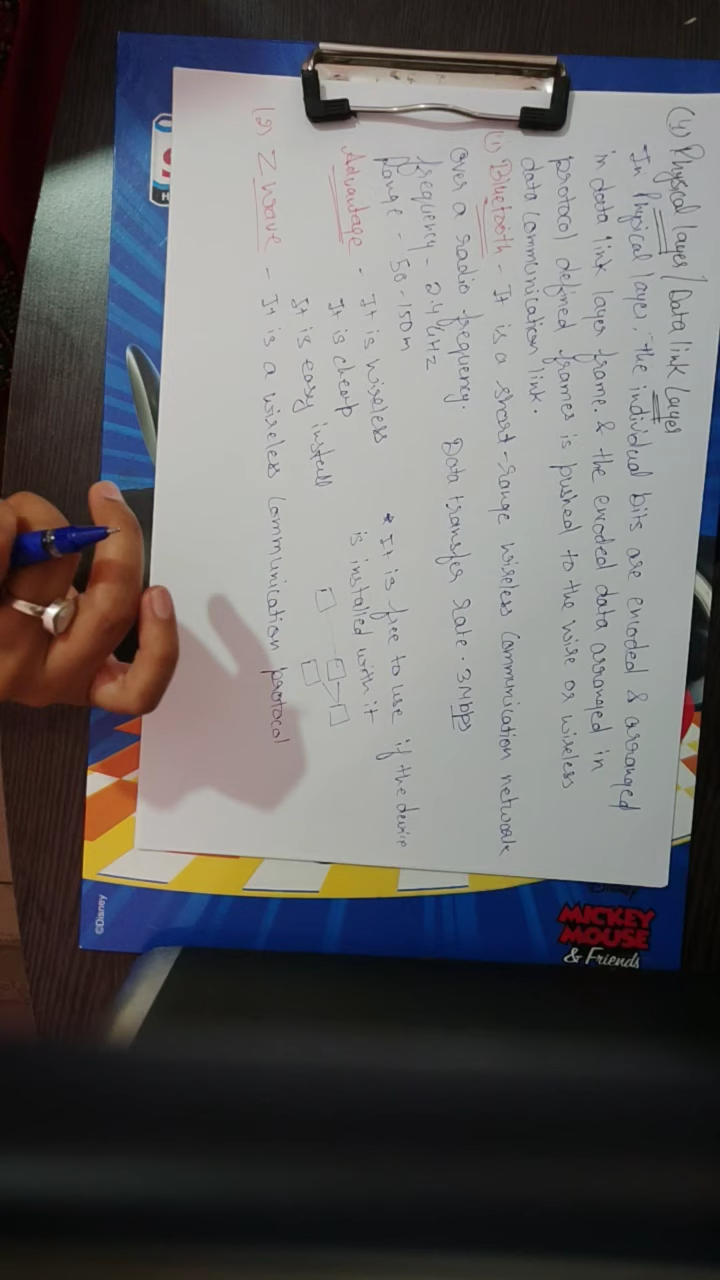 (4) Physical layer / Data link layer
In Physical layer, the individual bits are encoded & arranged
in data link layer frame. & the encoded data arranged in
protocol defined frames is pushed to the wire or wireless
data communication link.
(1) Bluetooth - It is a short-range wireless communication network
over a radio frequency. Data transfer rate. 3Mbps
frequency - 2.4 GHz
Range - 50-150m
Advantage - It is wireless
It is cheap
It is easy install
* It is free to use if the device
is installed with it
(2) Z wave - It is a wireless communication protocol
MICKEY
MOUSE
& Friends
©Disney